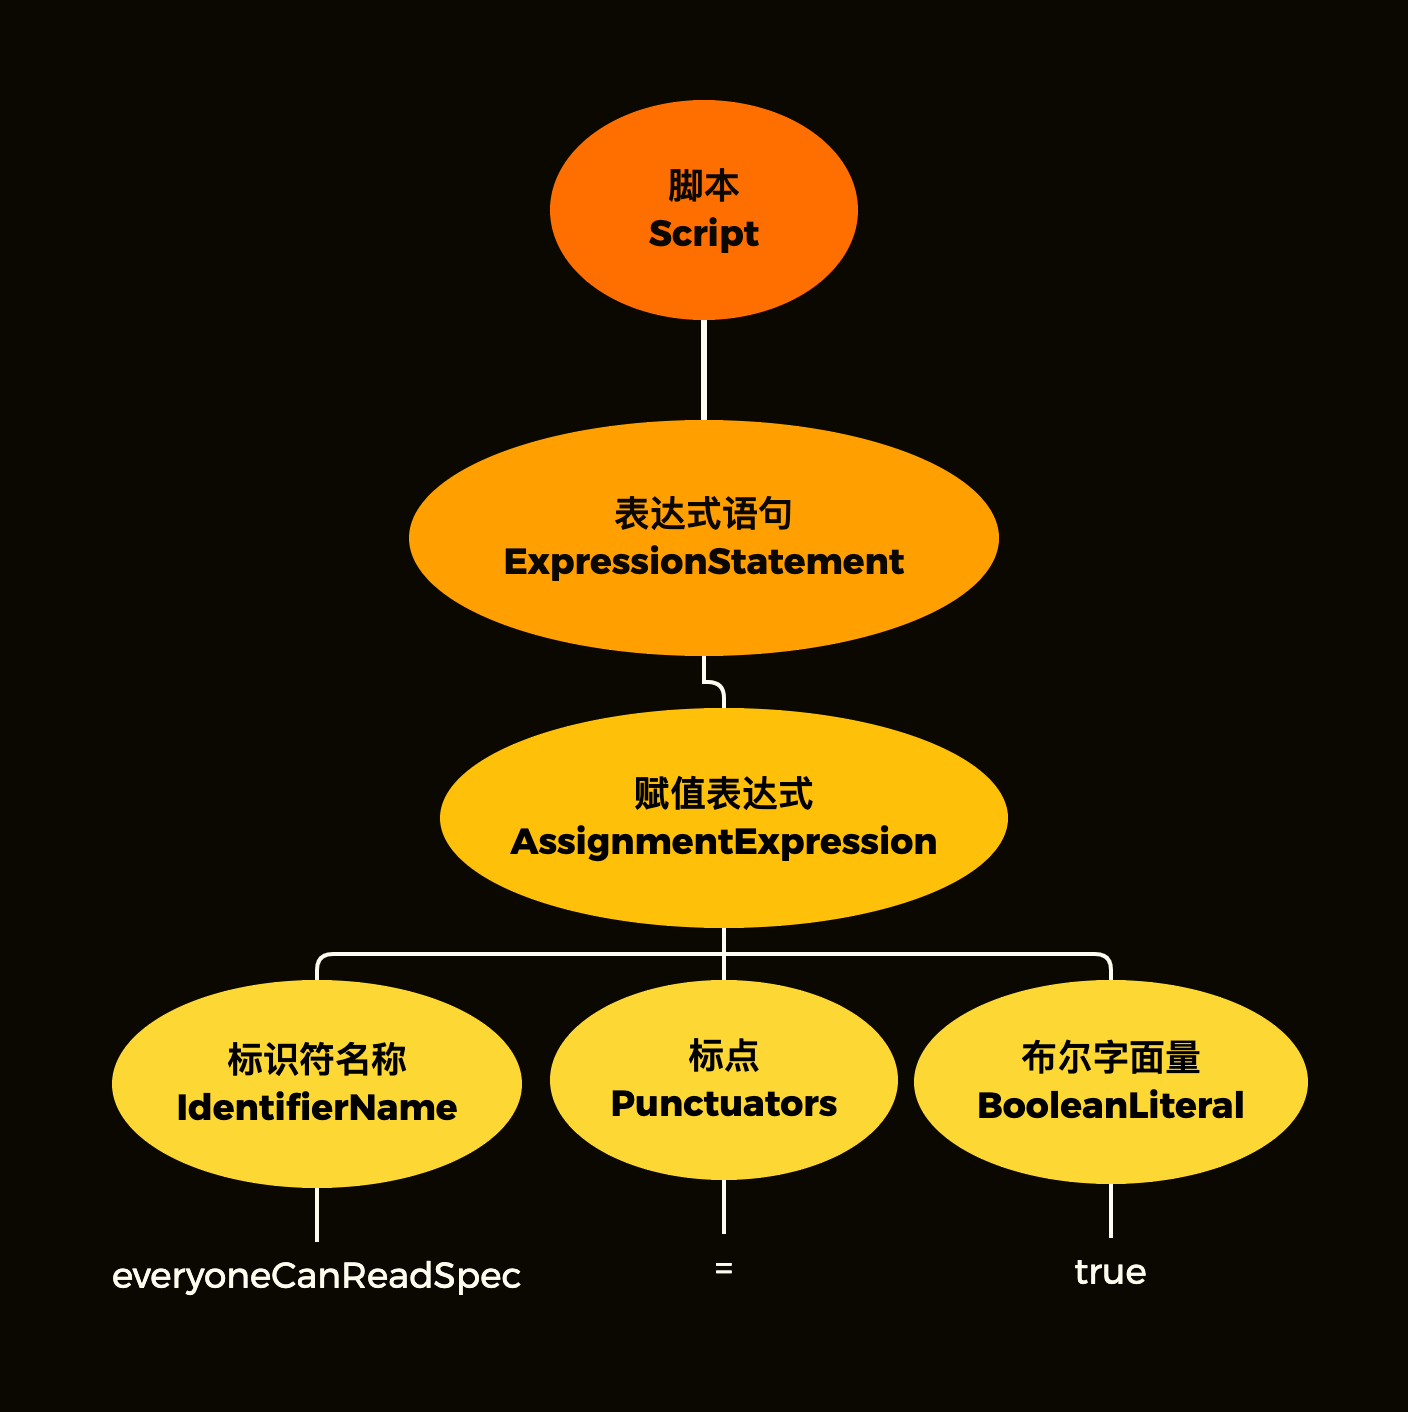 脚本
Script
表达式语句
ExpressionStatement
赋值表达式
AssignmentExpression
标识符名称
IdentifierName
标点
Punctuators
布尔字面量
BooleanLiteral
everyoneCanReadSpec
=
true